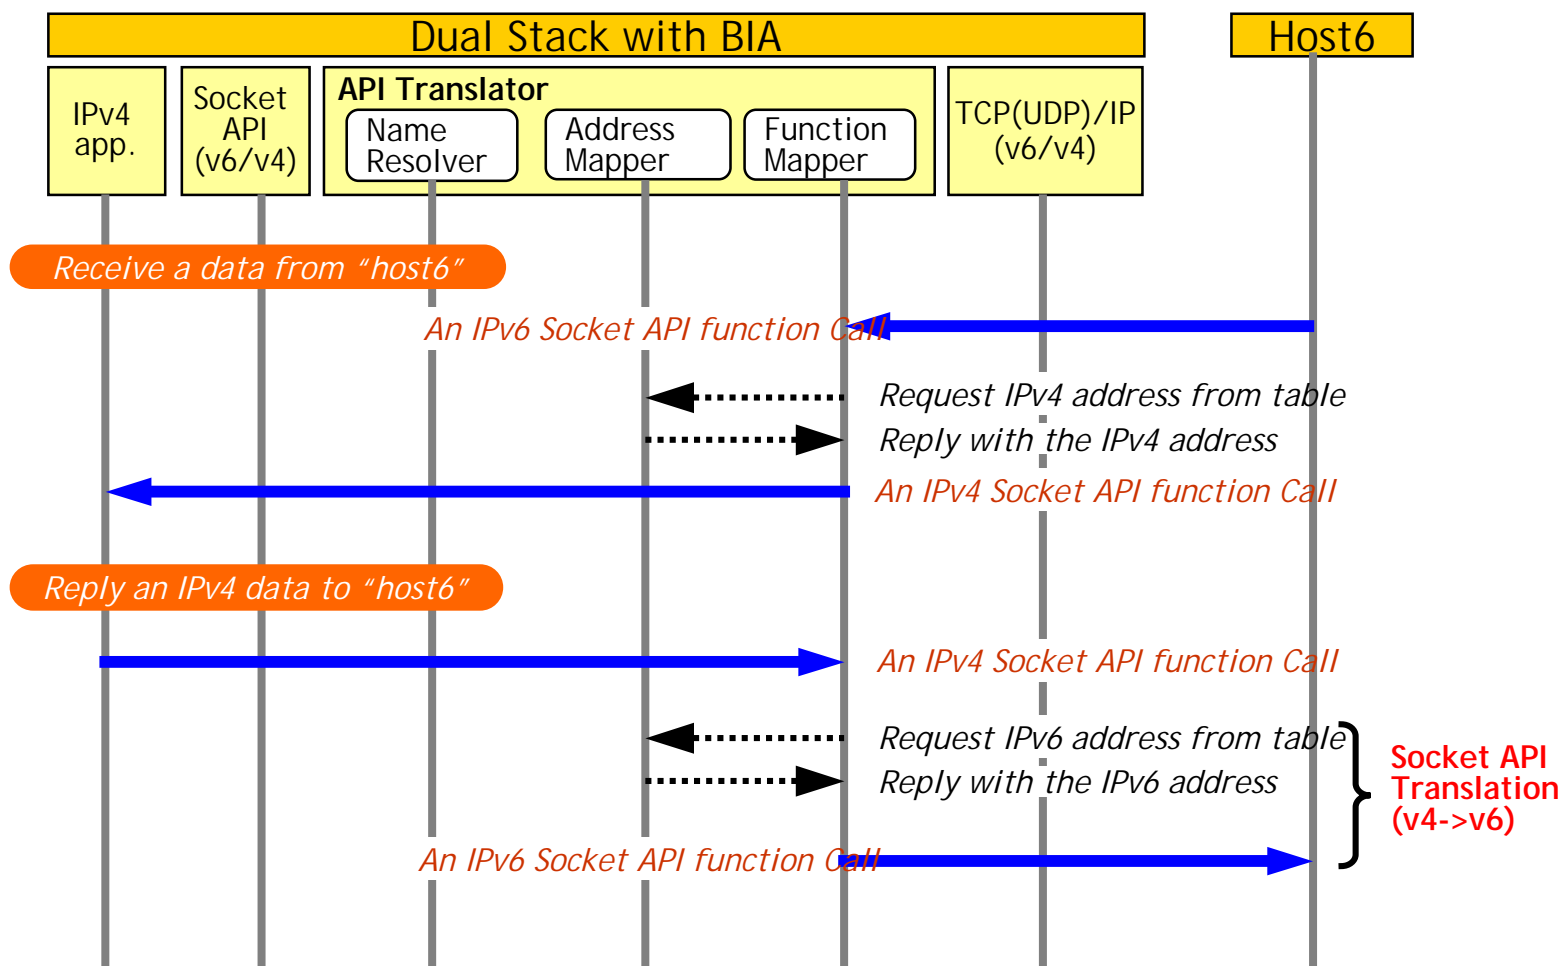 Dual Stack with BIA
Host6
IPv4
app.
Socket
API
(v6/v4)
API Translator
Name
Resolver
Address
Mapper
Function
Mapper
TCP(UDP)/IP
(v6/v4)
Receive a data from “host6”
An IPv6 Socket API function Call
Request IPv4 address from table
Reply with the IPv4 address
An IPv4 Socket API function Call
Reply an IPv4 data to “host6”
An IPv4 Socket API function Call
Request IPv6 address from table
Reply with the IPv6 address
Socket API
Translation
(v4->v6)
An IPv6 Socket API function Call